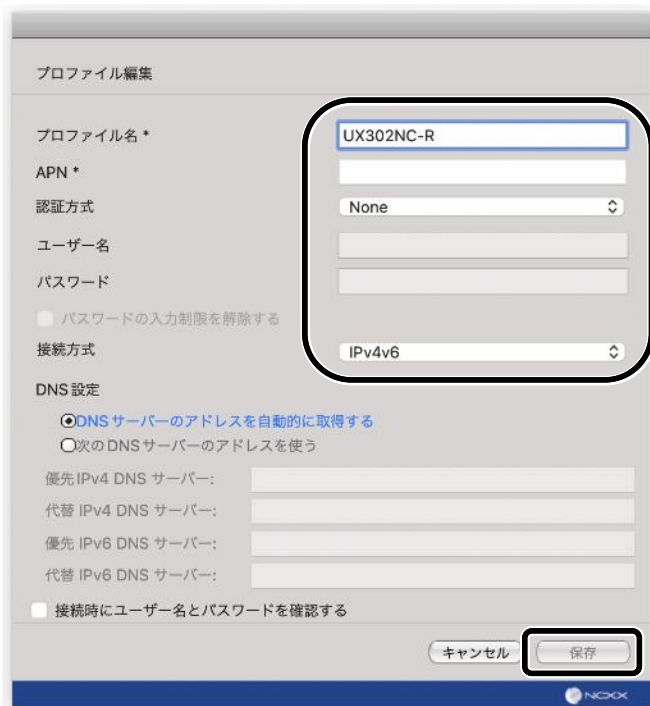 プロファイル編集
プロファイル名 * UX302NC-R
APN *
認証方式 None
ユーザー名
パスワード
パスワードの入力制限を解除する
接続方式 IPv4v6
DNS設定
DNSサーバーのアドレスを自動的に取得する
次のDNSサーバーのアドレスを使う
優先IPv4 DNS サーバー:
代替 IPv4 DNS サーバー:
優先 IPv6 DNS サーバー:
代替 IPv6 DNS サーバー:
接続時にユーザー名とパスワードを確認する
キャンセル 保存
NCXX